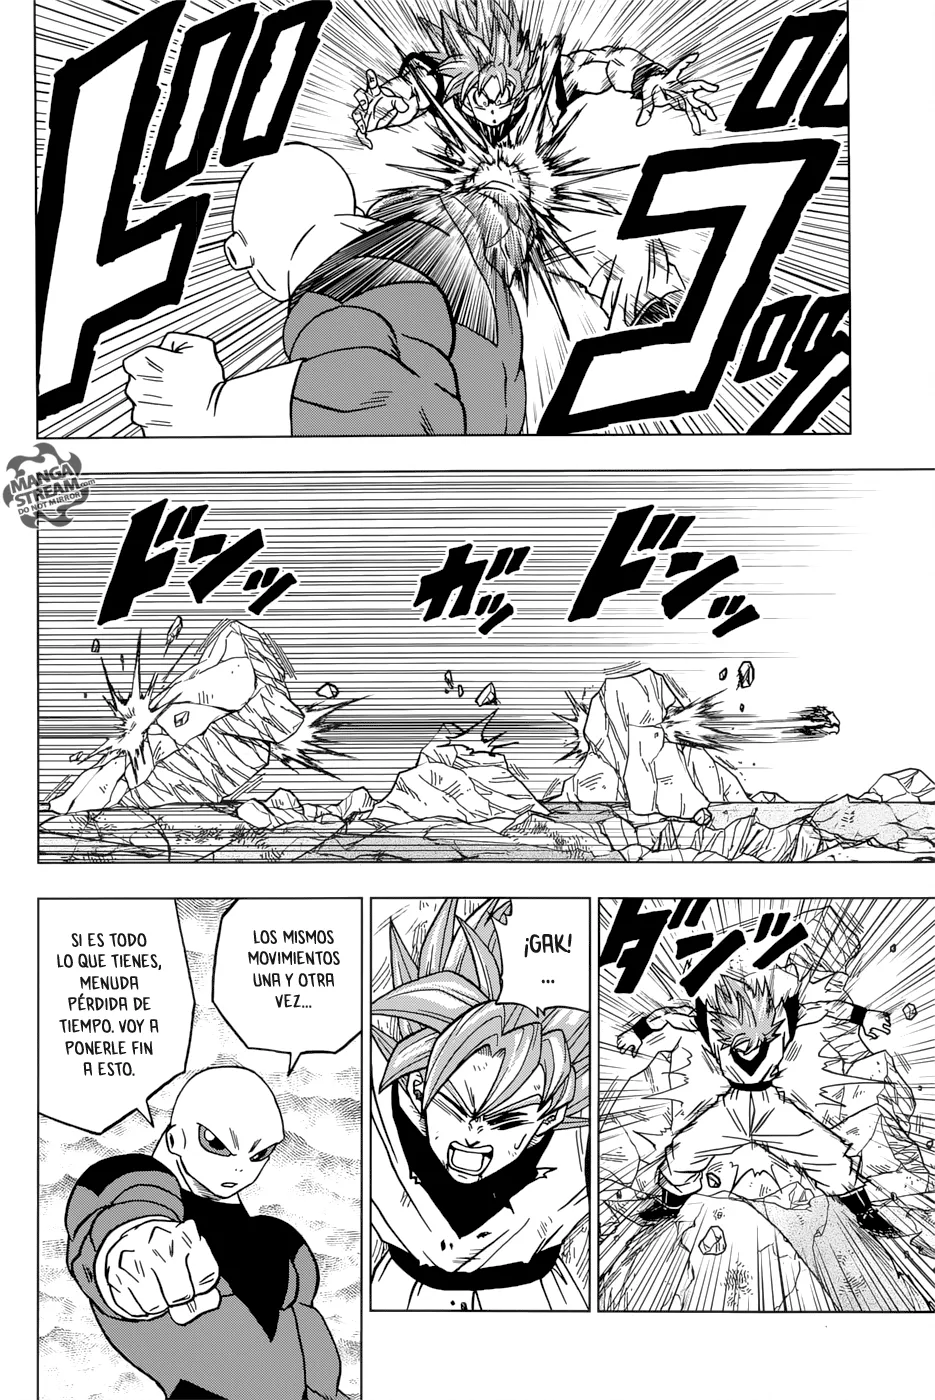 ドゴ
MANGA
STREAM.com
DO NOT MIRROR
ドンッ
ガッ
ドンッ
ダンッ
¡GAK!
...
LOS MISMOS
MOVIMIENTOS
UNA Y OTRA
VEZ...
SI ES TODO
LO QUE TIENES,
MENUDA
PÉRDIDA DE
TIEMPO. VOY A
PONERLE FIN
A ESTO.